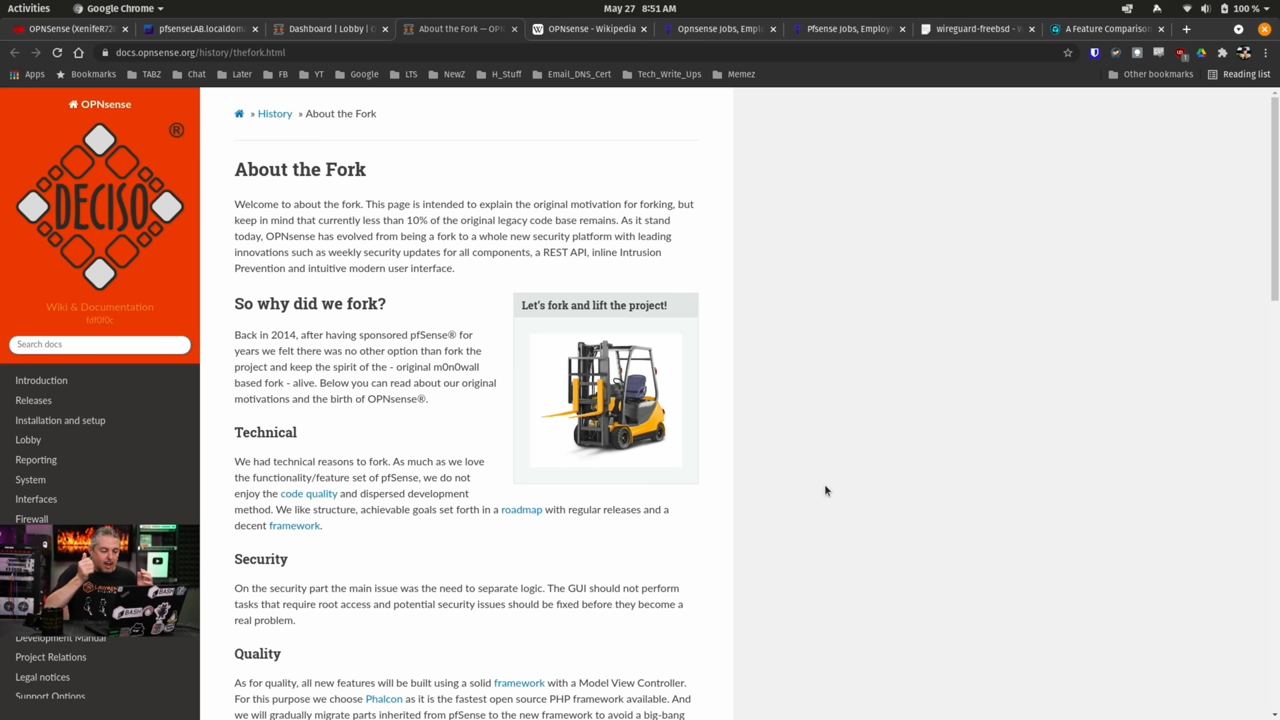 Activities
Google Chrome
May 27 8:51 AM
100 %
OPNSense (XenifeR72
pfsenseLAB.localdoma
Dashboard | Lobby | O
About the Fork — OPN
OPNsense - Wikipedia
Opnsense Jobs, Emplo
Pfsense Jobs, Employm
wireguard-freebsd - W
A Feature Comparison
docs.opnsense.org/history/thefork.html
Apps
Bookmarks
TABZ
Chat
Later
FB
YT
Google
LTS
NewZ
H_Stuff
Email_DNS_Cert
Tech_Write_Ups
Memez
Other bookmarks
Reading list
OPNsense
DECISO
®
Wiki & Documentation
fdf0f0c
Search docs
Introduction
Releases
Installation and setup
Lobby
Reporting
System
Interfaces
Firewall
Development Manual
Project Relations
Legal notices
Support Options
» History » About the Fork
About the Fork
Welcome to about the fork. This page is intended to explain the original motivation for forking, but
keep in mind that currently less than 10% of the original legacy code base remains. As it stand
today, OPNsense has evolved from being a fork to a whole new security platform with leading
innovations such as weekly security updates for all components, a REST API, inline Intrusion
Prevention and intuitive modern user interface.
So why did we fork?
Back in 2014, after having sponsored pfSense® for
years we felt there was no other option than fork the
project and keep the spirit of the - original m0n0wall
based fork - alive. Below you can read about our original
motivations and the birth of OPNsense®.
Let's fork and lift the project!
Technical
We had technical reasons to fork. As much as we love
the functionality/feature set of pfSense, we do not
enjoy the code quality and dispersed development
method. We like structure, achievable goals set forth in a roadmap with regular releases and a
decent framework.
Security
On the security part the main issue was the need to separate logic. The GUI should not perform
tasks that require root access and potential security issues should be fixed before they become a
real problem.
Quality
As for quality, all new features will be built using a solid framework with a Model View Controller.
For this purpose we choose Phalcon as it is the fastest open source PHP framework available. And
we will gradually migrate parts inherited from pfSense to the new framework to avoid a big-bang